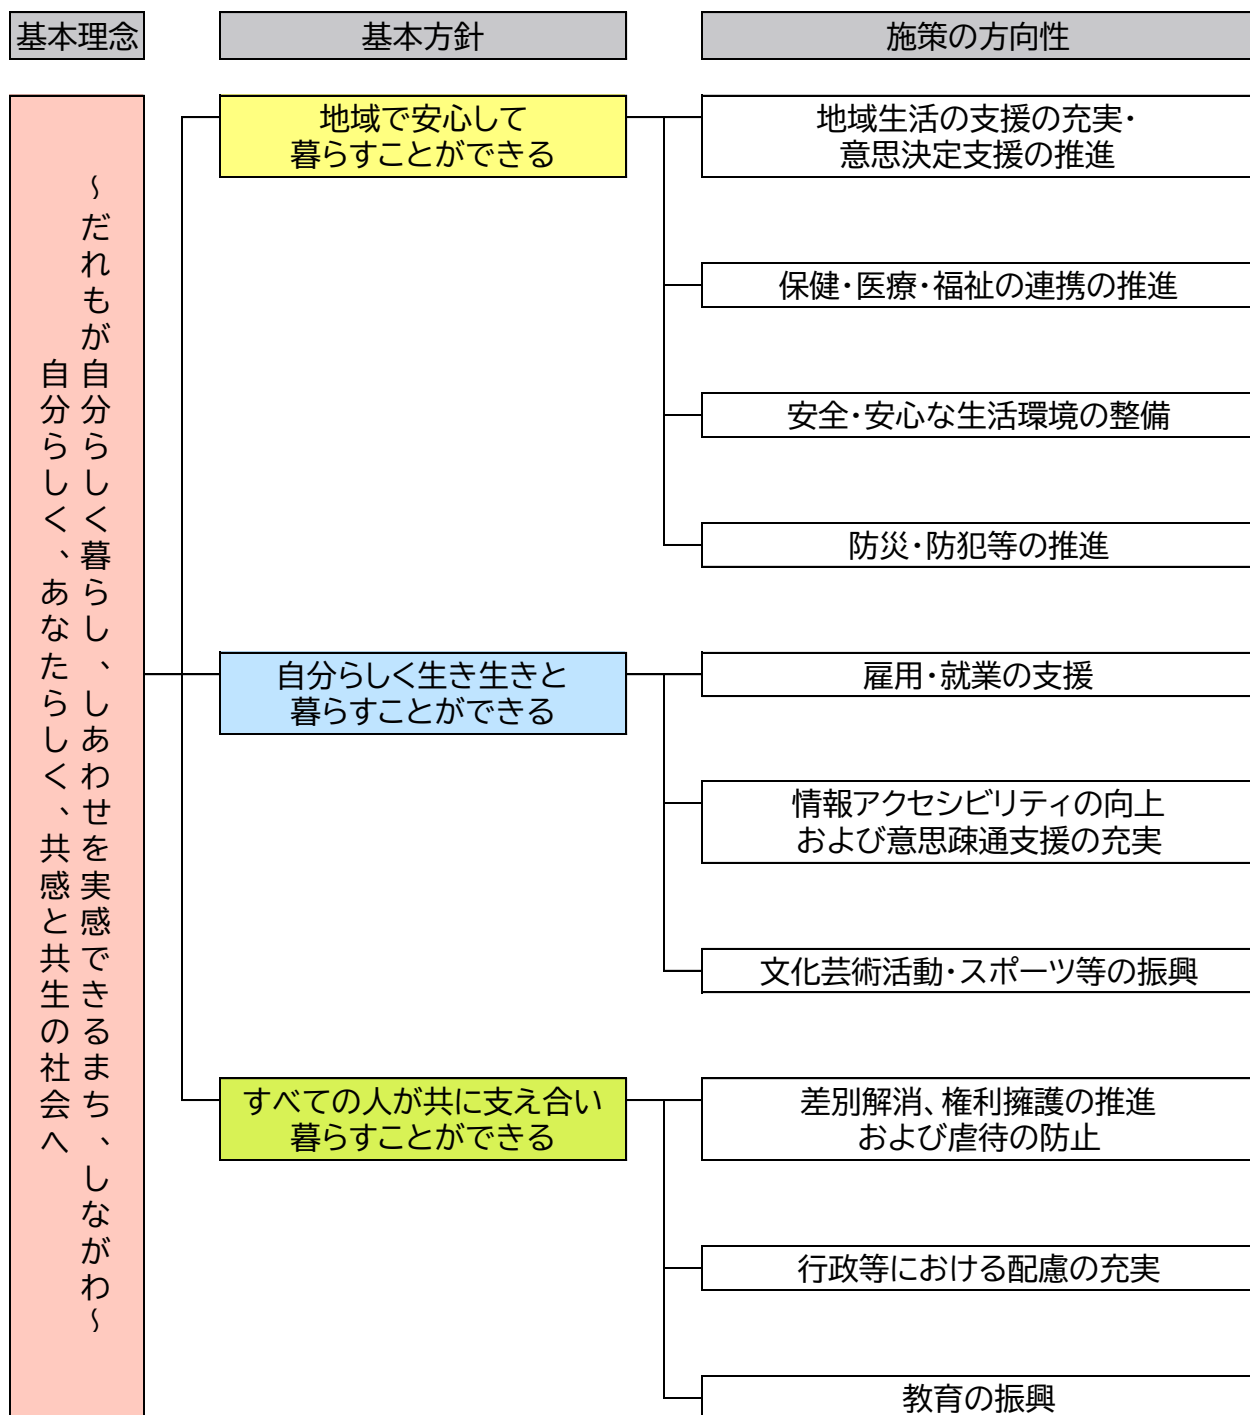 基本理念
基本方針
施策の方向性
～だれもが自分らしく暮らし、しあわせを実感できるまち、しながわ～
自分らしく、あなたらしく、共感と共生の社会へ
地域で安心して
暮らすことができる
地域生活の支援の充実・
意思決定支援の推進
保健・医療・福祉の連携の推進
安全・安心な生活環境の整備
防災・防犯等の推進
自分らしく生き生きと
暮らすことができる
雇用・就業の支援
情報アクセシビリティの向上
および意思疎通支援の充実
文化芸術活動・スポーツ等の振興
すべての人が共に支え合い
暮らすことができる
差別解消、権利擁護の推進
および虐待の防止
行政等における配慮の充実
教育の振興